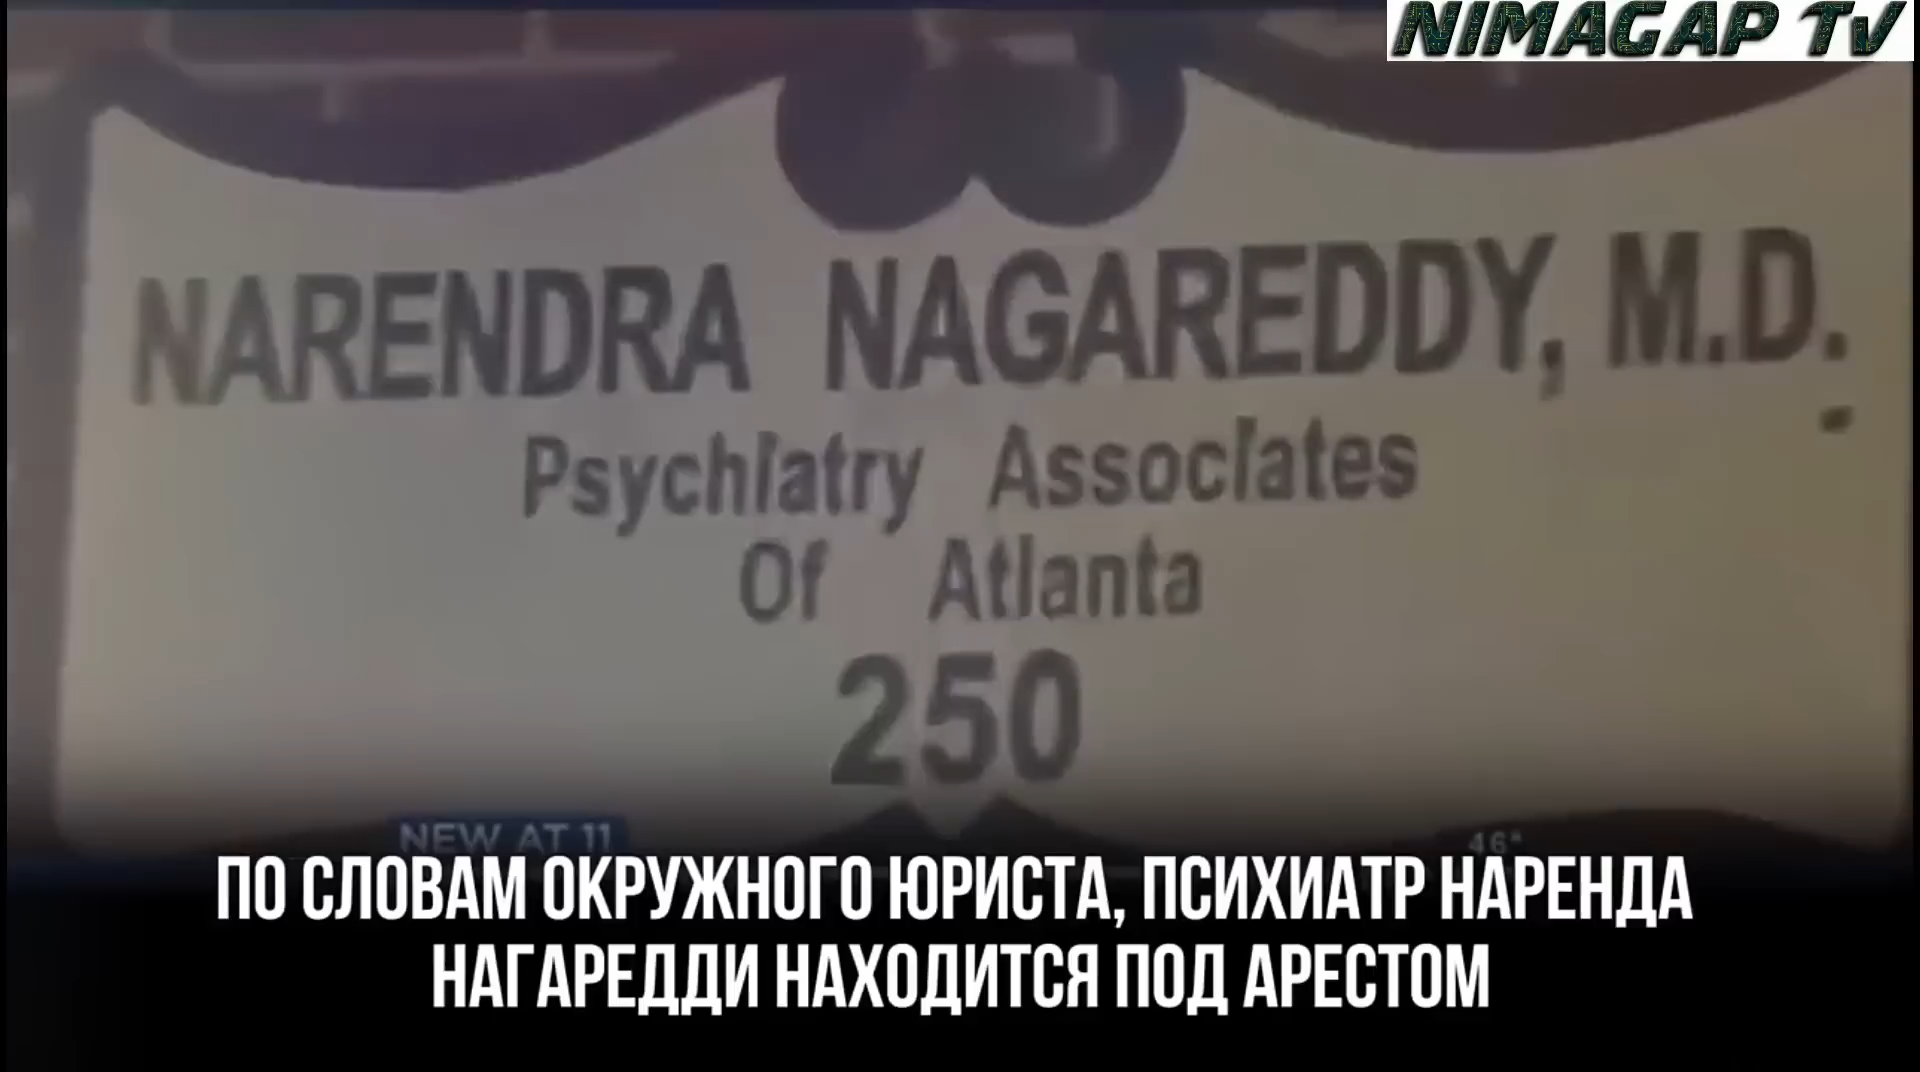 NIMAGAP Tv
NARENDRA NAGAREDDY, M.D.
Psychiatry Associates
Of Atlanta
250
NEW AT 11
46°
ПО СЛОВАМ ОКРУЖНОГО ЮРИСТА, ПСИХИАТР НАРЕНДА
НАГАРЕДДИ НАХОДИТСЯ ПОД АРЕСТОМ